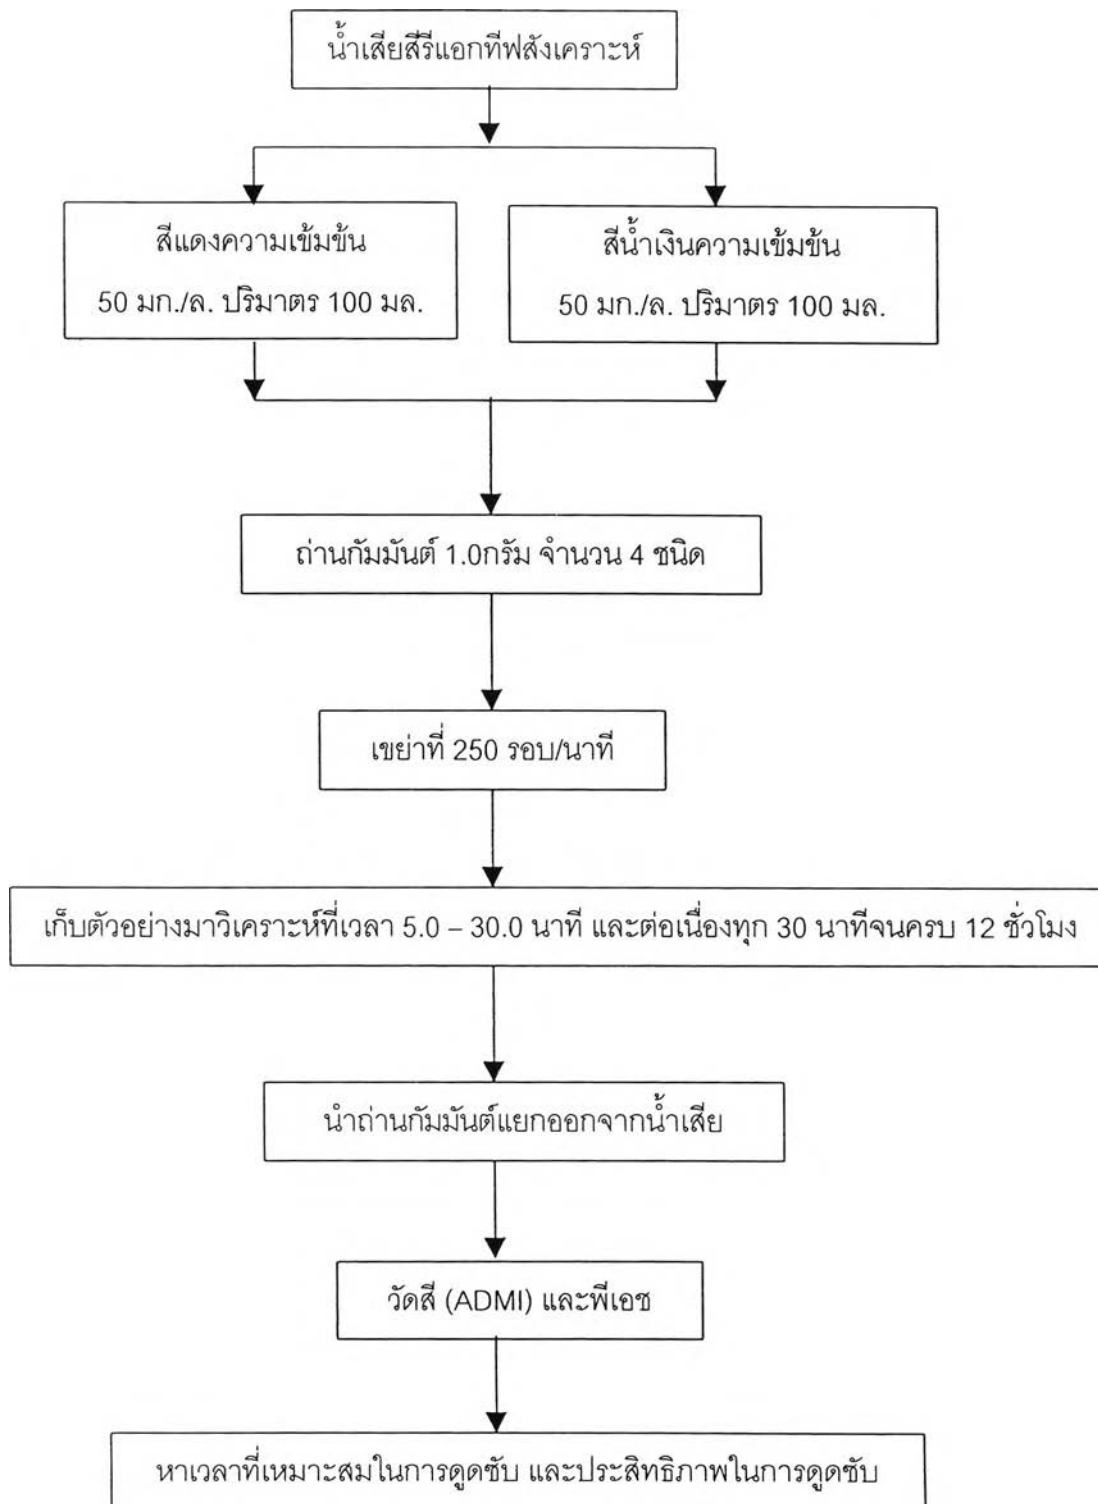 น้ำเสียสีรีแอกทีฟสังเคราะห์
สีแดงความเข้มข้น
50 มก./ล. ปริมาตร 100 มล.
สีน้ำเงินความเข้มข้น
50 มก./ล. ปริมาตร 100 มล.
ถ่านกัมมันต์ 1.0กรัม จำนวน 4 ชนิด
เขย่าที่ 250 รอบ/นาที
เก็บตัวอย่างมาวิเคราะห์ที่เวลา 5.0 – 30.0 นาที และต่อเนื่องทุก 30 นาทีจนครบ 12 ชั่วโมง
นำถ่านกัมมันต์แยกออกจากน้ำเสีย
วัดสี (ADMI) และพีเอช
หาเวลาที่เหมาะสมในการดูดซับ และประสิทธิภาพในการดูดซับ